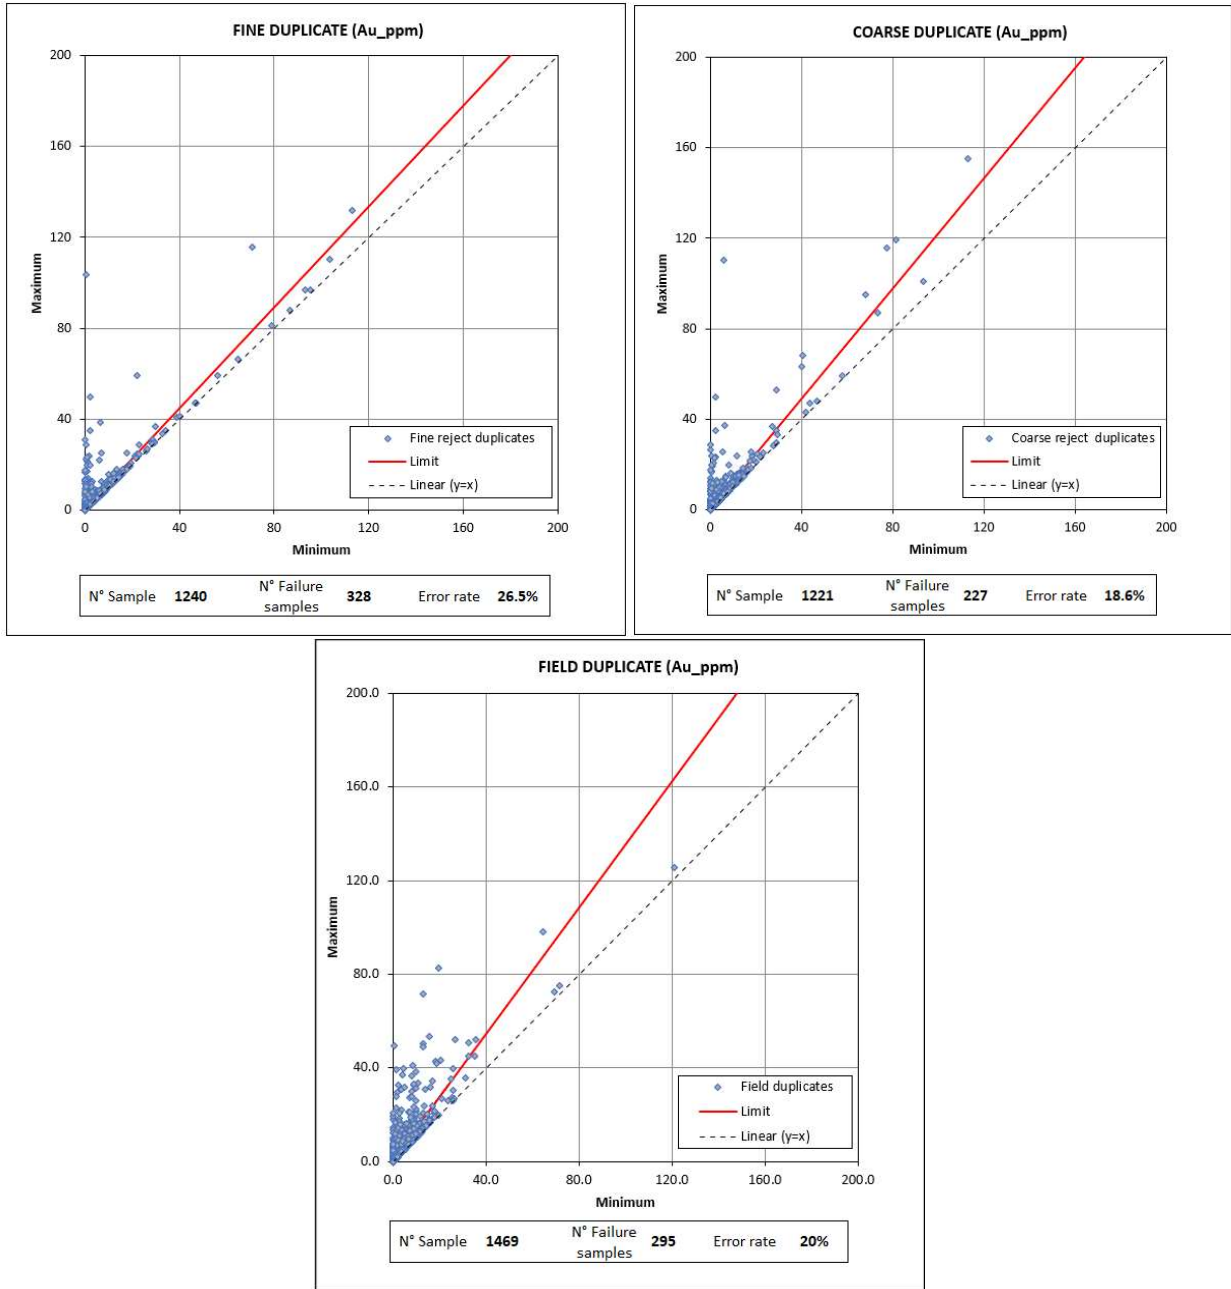 FINE DUPLICATE (Au_ppm)
200
160
120
80
40
0
Maximum
0 40 80 120 160 200
Minimum
Fine reject duplicates
Limit
Linear (y=x)
N° Sample 1240 N° Failure samples 328 Error rate 26.5%
COARSE DUPLICATE (Au_ppm)
200
160
120
80
40
0
Maximum
0 40 80 120 160 200
Minimum
Coarse reject duplicates
Limit
Linear (y=x)
N° Sample 1221 N° Failure samples 227 Error rate 18.6%
FIELD DUPLICATE (Au_ppm)
200.0
160.0
120.0
80.0
40.0
0.0
Maximum
0.0 40.0 80.0 120.0 160.0 200.0
Minimum
Field duplicates
Limit
Linear (y=x)
N° Sample 1469 N° Failure samples 295 Error rate 20%